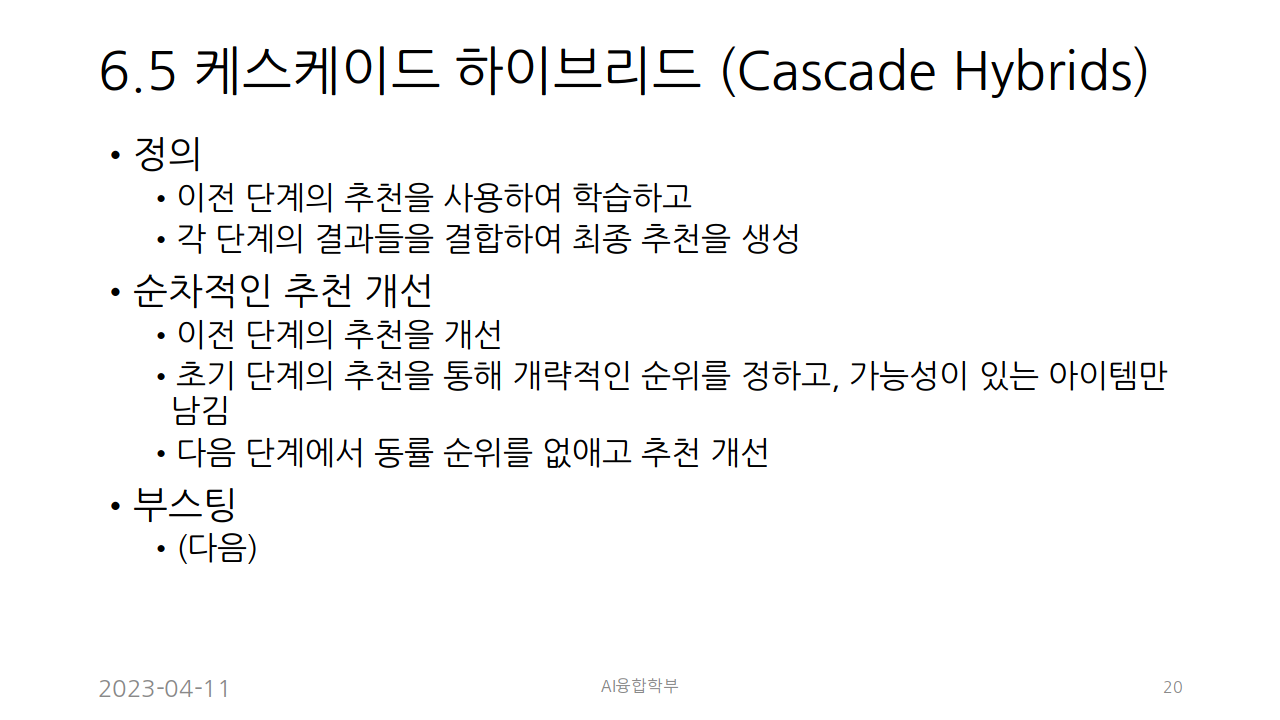 6.5 케스케이드 하이브리드 (Cascade Hybrids)
• 정의
• 이전 단계의 추천을 사용하여 학습하고
• 각 단계의 결과들을 결합하여 최종 추천을 생성
• 순차적인 추천 개선
• 이전 단계의 추천을 개선
• 초기 단계의 추천을 통해 개략적인 순위를 정하고, 가능성이 있는 아이템만
남김
• 다음 단계에서 동률 순위를 없애고 추천 개선
• 부스팅
• (다음)
2023-04-11
AI융합학부
20